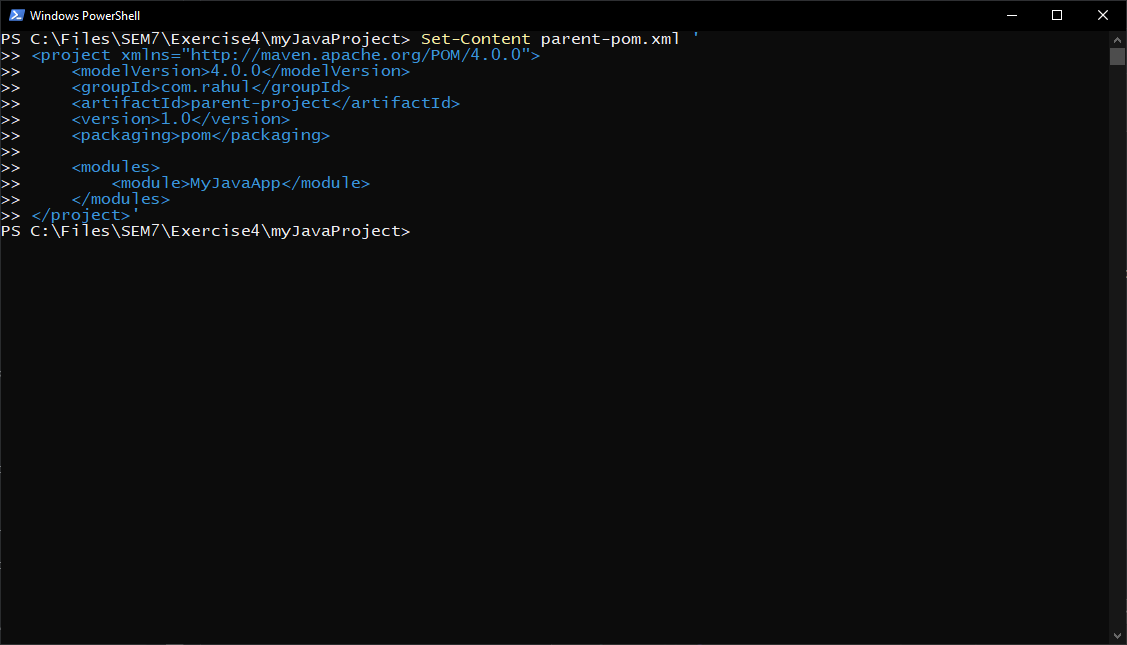 Windows PowerShell
PS C:\Files\SEM7\Exercise4\myJavaProject> Set-Content parent-pom.xml '
>> <project xmlns="http://maven.apache.org/POM/4.0.0">
>>     <modelVersion>4.0.0</modelVersion>
>>     <groupId>com.rahul</groupId>
>>     <artifactId>parent-project</artifactId>
>>     <version>1.0</version>
>>     <packaging>pom</packaging>
>>
>>     <modules>
>>         <module>MyJavaApp</module>
>>     </modules>
>> </project>'
PS C:\Files\SEM7\Exercise4\myJavaProject>